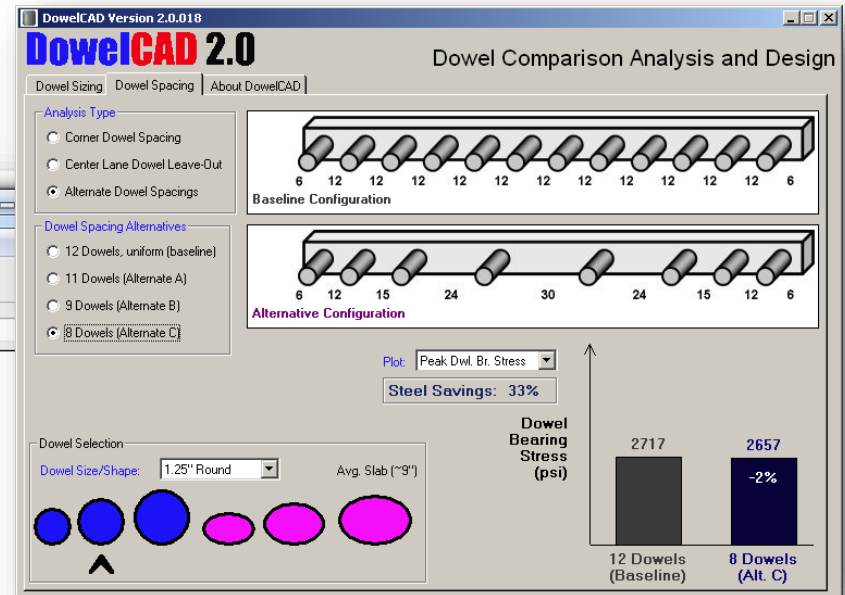 DowelCAD Version 2.0.018
DowelCAD 2.0
Dowel Comparison Analysis and Design
Dowel Sizing Dowel Spacing About DowelCAD
Analysis Type
Corner Dowel Spacing
Center Lane Dowel Leave-Out
Alternate Dowel Spacings
6 12 12 12 12 12 12 12 12 12 12 12 6
Baseline Configuration
Dowel Spacing Alternatives
12 Dowels, uniform (baseline)
11 Dowels (Alternate A)
9 Dowels (Alternate B)
8 Dowels (Alternate C)
6 12 15 24 30 24 15 12 6
Alternative Configuration
Plot: Peak Dwl. Br. Stress
Steel Savings: 33%
Dowel Selection
Dowel Size/Shape: 1.25" Round Avg. Slab (~9")
Dowel
Bearing
Stress
(psi)
2717 2657
-2%
12 Dowels
(Baseline)
8 Dowels
(Alt. C)